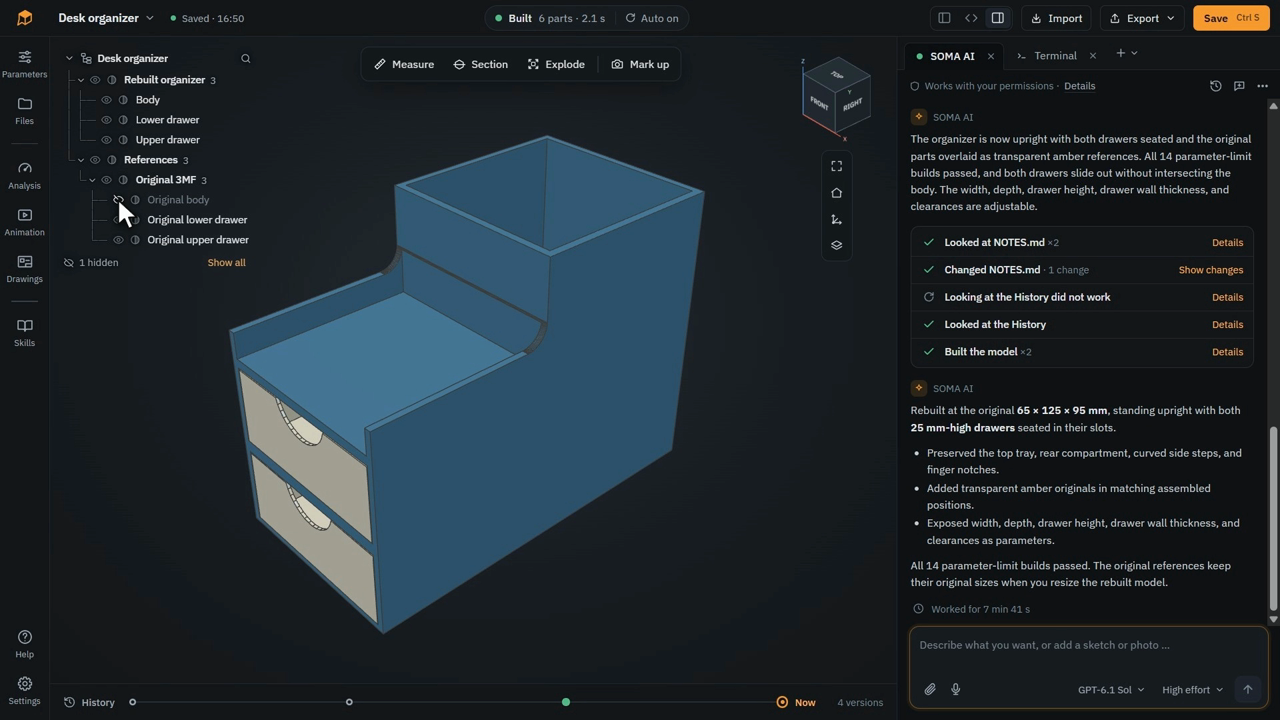 Desk organizer
Saved · 16:50
Built 6 parts · 2.1 s
Auto on
Import
Export
Save Ctrl S
Parameters
Files
Analysis
Animation
Drawings
Skills
Help
Settings
Desk organizer
Rebuilt organizer 3
Body
Lower drawer
Upper drawer
References 3
Original 3MF 3
Original body
Original lower drawer
Original upper drawer
1 hidden
Show all
Measure
Section
Explode
Mark up
Z
TOP
Y
FRONT
RIGHT
X
SOMA AI
Terminal
Works with your permissions · Details
SOMA AI
The organizer is now upright with both drawers seated and the original
parts overlaid as transparent amber references. All 14 parameter-limit
builds passed, and both drawers slide out without intersecting the
body. The width, depth, drawer height, drawer wall thickness, and
clearances are adjustable.
Looked at NOTES.md ×2 Details
Changed NOTES.md · 1 change Show changes
Looking at the History did not work Details
Looked at the History Details
Built the model ×2 Details
SOMA AI
Rebuilt at the original 65 × 125 × 95 mm, standing upright with both
25 mm-high drawers seated in their slots.
• Preserved the top tray, rear compartment, curved side steps, and
finger notches.
• Added transparent amber originals in matching assembled
positions.
• Exposed width, depth, drawer height, drawer wall thickness, and
clearances as parameters.
All 14 parameter-limit builds passed. The original references keep
their original sizes when you resize the rebuilt model.
Worked for 7 min 41 s
Describe what you want, or add a sketch or photo ...
GPT-6.1 Sol
High effort
History
Now
4 versions